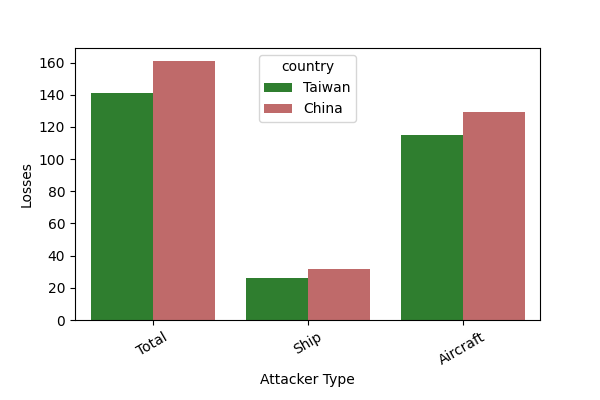 country
Taiwan
China
Losses
160
140
120
100
80
60
40
20
0
Total
Ship
Aircraft
Attacker Type